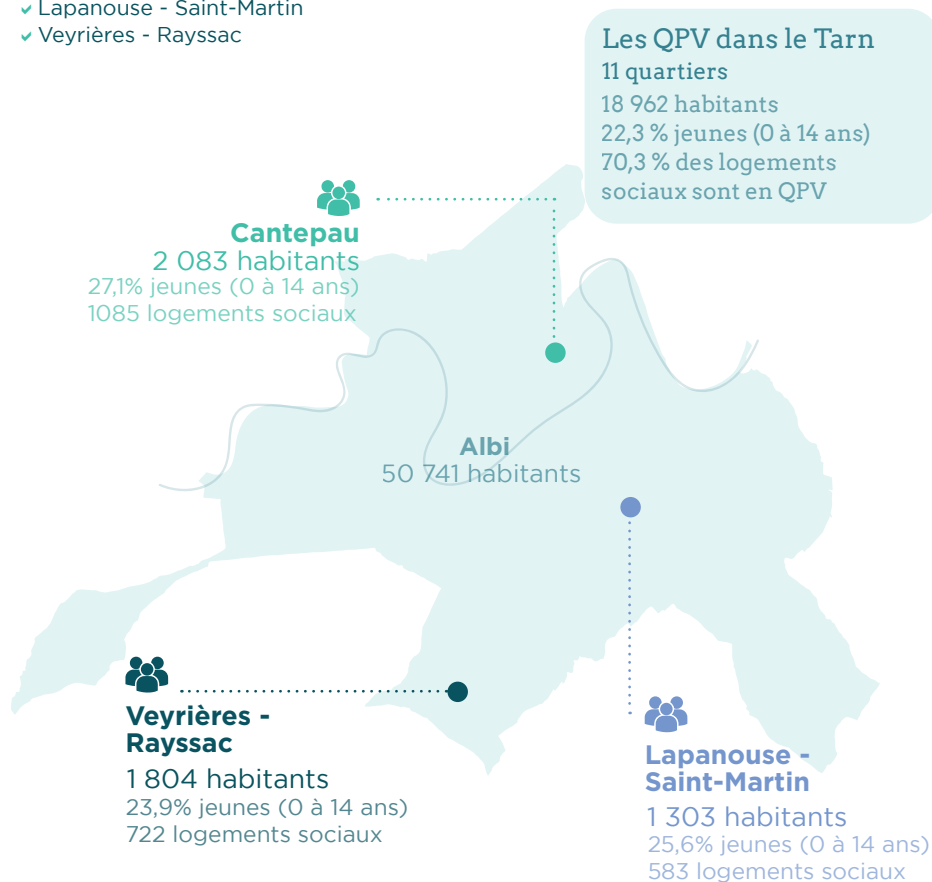 Lapanouse - Saint-Martin
Veyrières - Rayssac
Les QPV dans le Tarn
11 quartiers
18 962 habitants
22,3 % jeunes (0 à 14 ans)
70,3 % des logements
sociaux sont en QPV
Cantepau
2 083 habitants
27,1% jeunes (0 à 14 ans)
1085 logements sociaux
Albi
50 741 habitants
Veyrières -
Rayssac
1 804 habitants
23,9% jeunes (0 à 14 ans)
722 logements sociaux
Lapanouse -
Saint-Martin
1 303 habitants
25,6% jeunes (0 à 14 ans)
583 logements sociaux